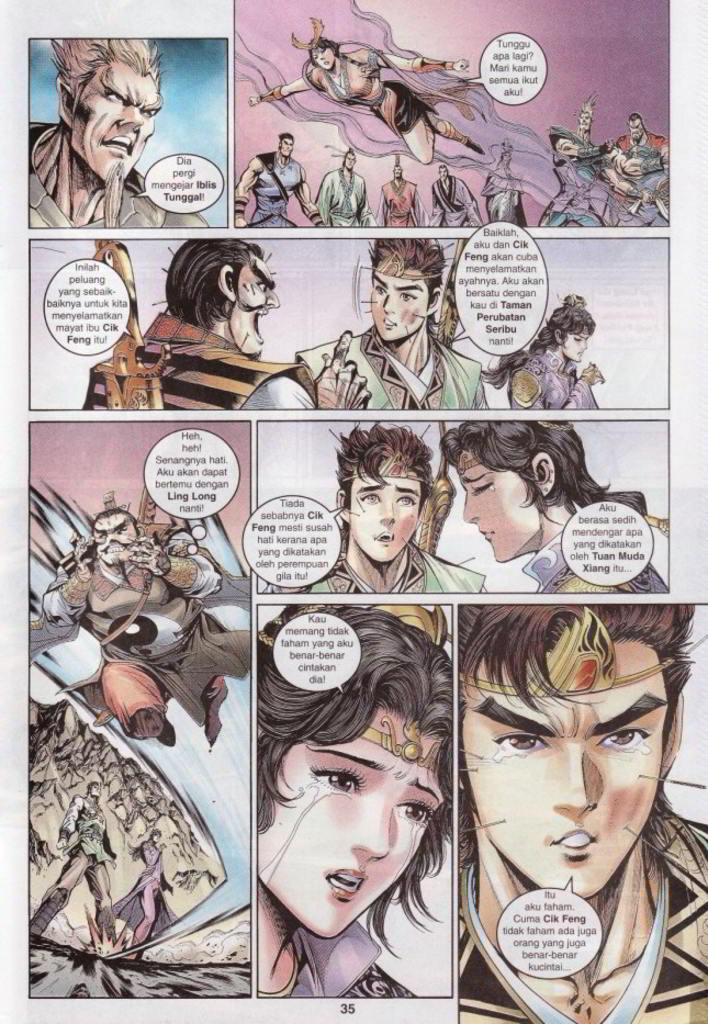 Dia
pergi
mengejar Iblis
Tunggal!
Tunggu
apa lagi?
Mari kamu
semua ikut
aku!
Inilah
peluang
yang sebaik-
baiknya untuk kita
menyelamatkan
mayat ibu Cik
Feng itu!
Baiklah,
aku dan Cik
Feng akan cuba
menyelamatkan
ayahnya. Aku akan
bersatu dengan
kau di Taman
Perubatan
Seribu
nanti!
Heh,
heh!
Senangnya hati.
Aku akan dapat
bertemu dengan
Ling Long
nanti!
Tiada
sebabnya Cik
Feng mesti susah
hati kerana apa
yang dikatakan
oleh perempuan
gila itu!
Aku
berasa sedih
mendengar apa
yang dikatakan
oleh Tuan Muda
Xiang itu...
Kau
memang tidak
faham yang aku
benar-benar
cintakan
dia!
Itu
aku faham.
Cuma Cik Feng
tidak faham ada juga
orang yang juga
benar-benar
kucintai...
35